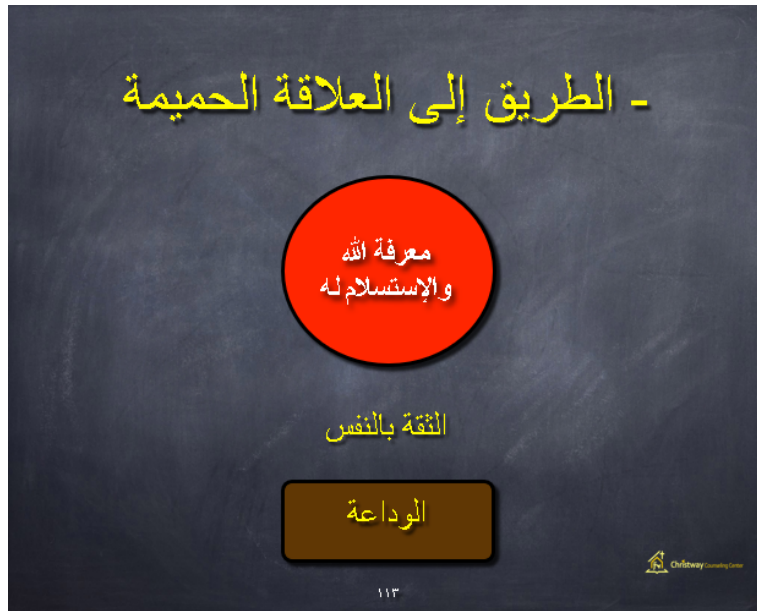 - الطريق إلى العلاقة الحميمة
معرفة الله
والإستسلام له
الثقة بالنفس
الوداعة
Christway Counseling Center
١١٣